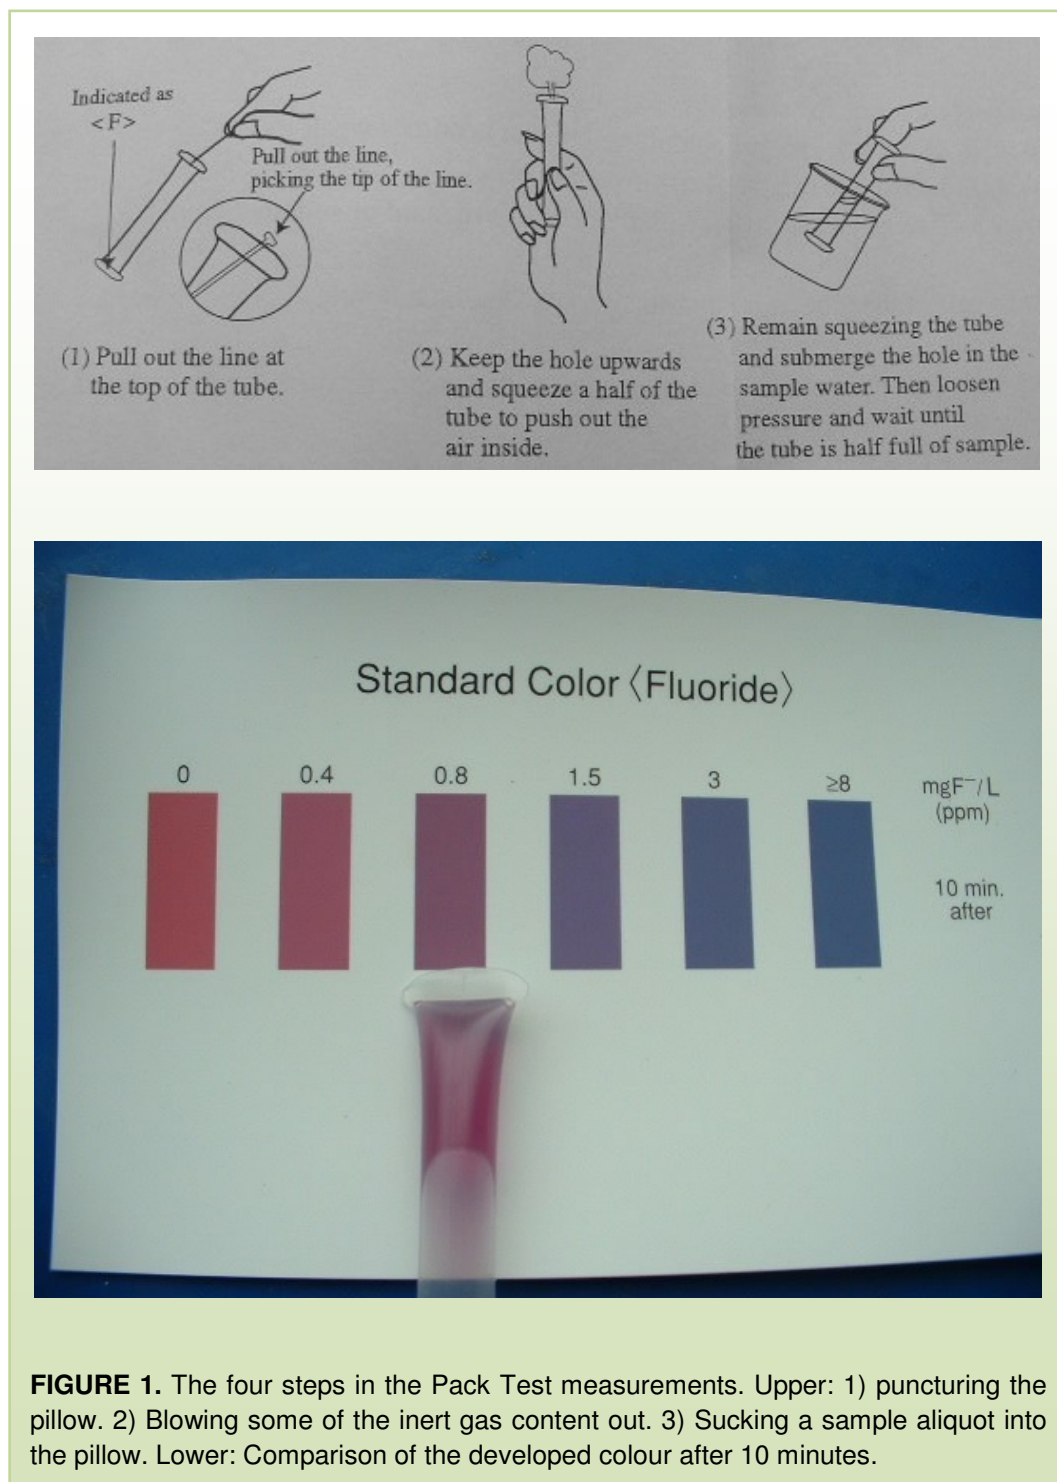 Indicated as
<F>
Pull out the line,
picking the tip of the line.
(1) Pull out the line at
the top of the tube.
(2) Keep the hole upwards
and squeeze a half of the
tube to push out the
air inside.
(3) Remain squeezing the tube
and submerge the hole in the
sample water. Then loosen
pressure and wait until
the tube is half full of sample.
Standard Color〈Fluoride〉
0 0.4 0.8 1.5 3 ≥8 mgF⁻/L
(ppm)
10 min.
after
FIGURE 1. The four steps in the Pack Test measurements. Upper: 1) puncturing the
pillow. 2) Blowing some of the inert gas content out. 3) Sucking a sample aliquot into
the pillow. Lower: Comparison of the developed colour after 10 minutes.